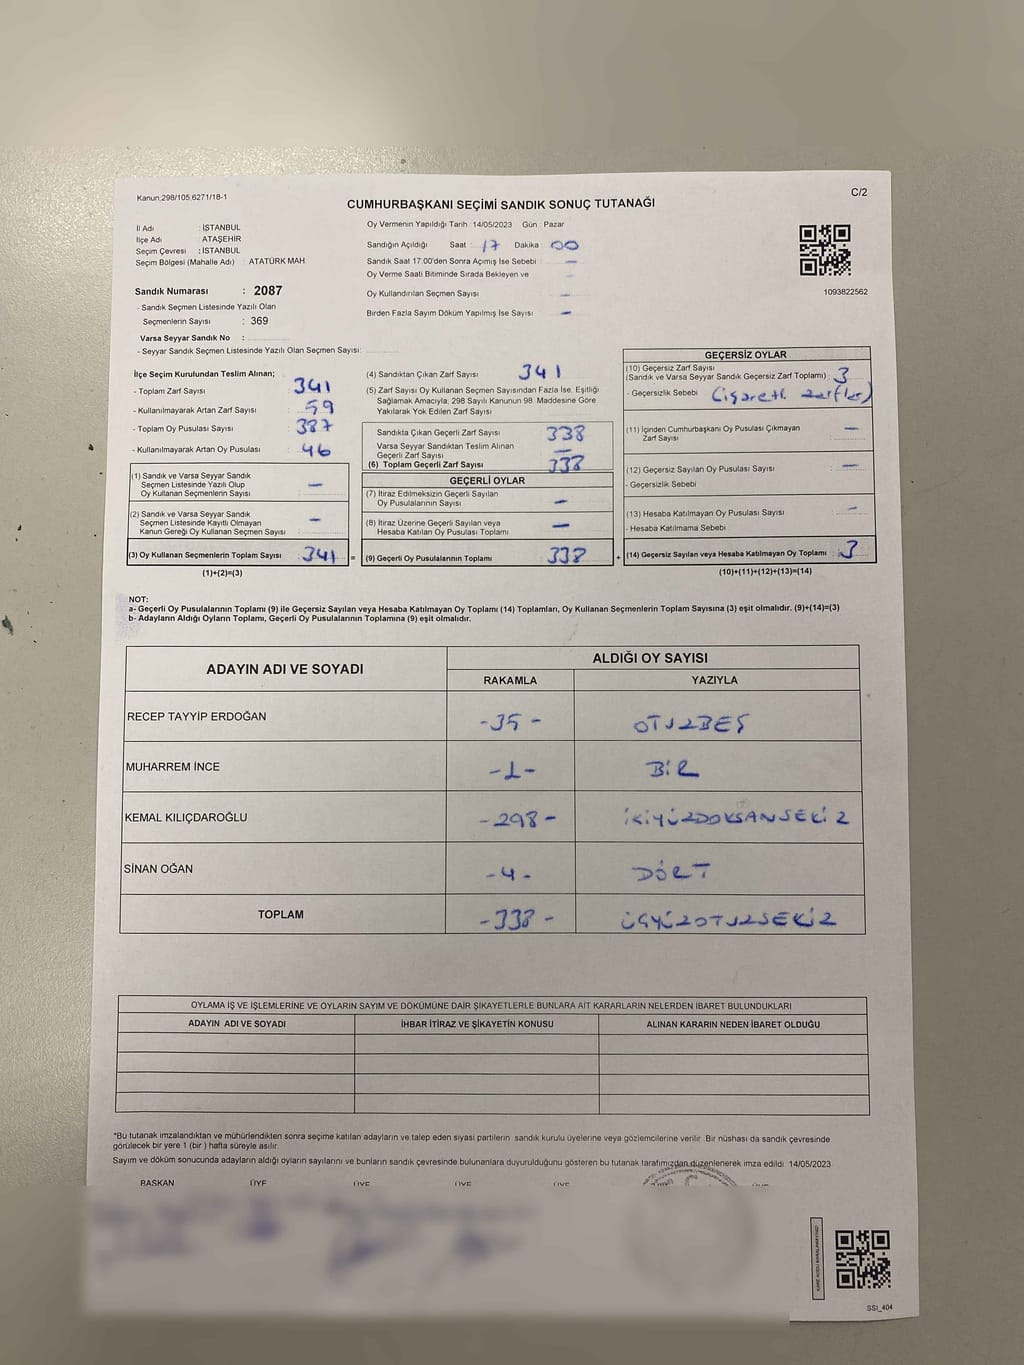 Kanun;298/105.6271/18-1
C/2
CUMHURBAŞKANI SEÇİMİ SANDIK SONUÇ TUTANAĞI
İl Adı : İSTANBUL
İlçe Adı ATAŞEHİR
Seçim Çevresi : İSTANBUL
Seçim Bölgesi (Mahalle Adı) ATATÜRK MAH.
Oy Vermenin Yapıldığı Tarih 14/05/2023 Gün Pazar
Sandığın Açıldığı Saat : 17 Dakika : 00
Sandık Saat 17.00'den Sonra Açımış İse Sebebi : -
Oy Verme Saati Bitiminde Sırada Bekleyen ve
Oy Kullandırılan Seçmen Sayısı -
Birden Fazla Sayım Döküm Yapılmış İse Sayısı -
1093822562
Sandık Numarası : 2087
- Sandık Seçmen Listesinde Yazılı Olan
Seçmenlerin Sayısı : 369
Varsa Seyyar Sandık No :
- Seyyar Sandık Seçmen Listesinde Yazılı Olan Seçmen Sayısı:
İlçe Seçim Kurulundan Teslim Alınan;
- Toplam Zarf Sayısı 341
- Kullanılmayarak Artan Zarf Sayısı : 59
- Toplam Oy Pusulası Sayısı : 387
- Kullanılmayarak Artan Oy Pusulası : 46
(1) Sandık ve Varsa Seyyar Sandık
Seçmen Listesinde Yazılı Olup
Oy Kullanan Seçmenlerin Sayısı : -
(2) Sandık ve Varsa Seyyar Sandık
Seçmen Listesinde Kayıtlı Olmayan
Kanun Gereği Oy Kullanan Seçmen Sayısı : -
(3) Oy Kullanan Seçmenlerin Toplam Sayısı : 341 =
(1)+(2)=(3)
(4) Sandıktan Çıkan Zarf Sayısı : 341
(5) Zarf Sayısı Oy Kullanan Seçmen Sayısından Fazla İse, Eşitliği
Sağlamak Amacıyla; 298 Sayılı Kanunun 98. Maddesine Göre
Yakılarak Yok Edilen Zarf Sayısı :
Sandıkta Çıkan Geçerli Zarf Sayısı 338
Varsa Seyyar Sandıktan Teslim Alınan
Geçerli Zarf Sayısı : -
(6) Toplam Geçerli Zarf Sayısı : 338
GEÇERLİ OYLAR
(7) İtiraz Edilmeksizin Geçerli Sayılan
Oy Pusulalarının Sayısı : -
(8) İtiraz Üzerine Geçerli Sayılan veya
Hesaba Katılan Oy Pusulası Toplamı : -
(9) Geçerli Oy Pusulalarının Toplamı 338 +
GEÇERSİZ OYLAR
(10) Geçersiz Zarf Sayısı
(Sandık ve Varsa Seyyar Sandık Geçersiz Zarf Toplamı) : 3
- Geçersizlik Sebebi : (işaretli zarflar)
(11) İçinden Cumhurbaşkanı Oy Pusulası Çıkmayan
Zarf Sayısı : -
(12) Geçersiz Sayılan Oy Pusulası Sayısı : -
- Geçersizlik Sebebi
(13) Hesaba Katılmayan Oy Pusulası Sayısı : -
- Hesaba Katılmama Sebebi :
(14) Geçersiz Sayılan veya Hesaba Katılmayan Oy Toplamı : 3
(10)+(11)+(12)+(13)=(14)
NOT:
a- Geçerli Oy Pusulalarının Toplamı (9) ile Geçersiz Sayılan veya Hesaba Katılmayan Oy Toplamı (14) Toplamları, Oy Kullanan Seçmenlerin Toplam Sayısına (3) eşit olmalıdır. (9)+(14)=(3)
b- Adayların Aldığı Oyların Toplamı, Geçerli Oy Pusulalarının Toplamına (9) eşit olmalıdır.
ADAYIN ADI VE SOYADI ALDIĞI OY SAYISI
RAKAMLA YAZIYLA
RECEP TAYYİP ERDOĞAN -35- OTUZBEŞ
MUHARREM İNCE -1- BİR
KEMAL KILIÇDAROĞLU -298- İKİYÜZDOKSANSEKİZ
SİNAN OĞAN -4- DÖRT
TOPLAM -338- ÜÇYÜZOTUZSEKİZ
OYLAMA İŞ VE İŞLEMLERİNE VE OYLARIN SAYIM VE DÖKÜMÜNE DAİR ŞİKAYETLERLE BUNLARA AİT KARARLARIN NELERDEN İBARET BULUNDUKLARI
ADAYIN ADI VE SOYADI İHBAR İTİRAZ VE ŞİKAYETİN KONUSU ALINAN KARARIN NEDEN İBARET OLDUĞU
*Bu tutanak imzalandıktan ve mühürlendikten sonra seçime katılan adayların ve talep eden siyasi partilerin sandık kurulu üyelerine veya gözlemcilerine verilir. Bir nüshası da sandık çevresinde
görülecek bir yere 1 (bir) hafta süreyle asılır.
Sayım ve döküm sonucunda adayların aldığı oyların sayılarını ve bunların sandık çevresinde bulunanlara duyurulduğunu gösteren bu tutanak tarafımızdan düzenlenerek imza edildi 14/05/2023
BAŞKAN ÜYE ÜYE ÜYE ÜYE
SSI_404